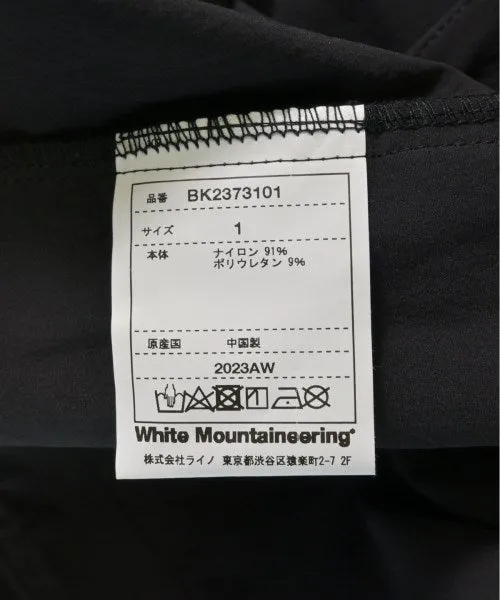 品番 BK2373101
サイズ 1
本体 ナイロン 91%
ポリウレタン 9%
原産国 中国製
2023AW
White Mountaineering®
株式会社ライノ 東京都渋谷区猿楽町2-7 2F